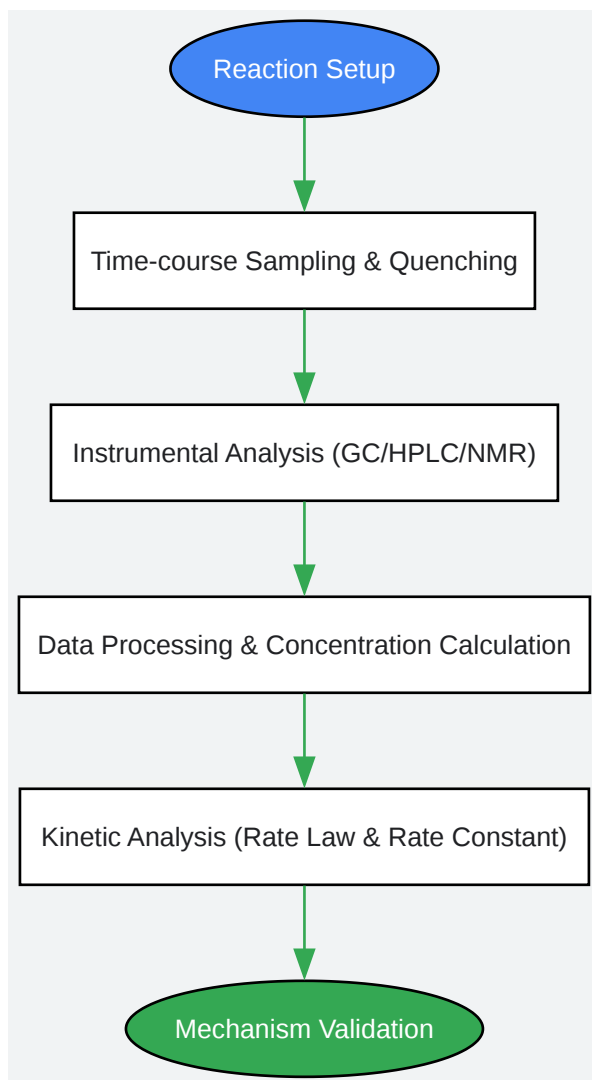 Reaction Setup
Time-course Sampling & Quenching
Instrumental Analysis (GC/HPLC/NMR)
Data Processing & Concentration Calculation
Kinetic Analysis (Rate Law & Rate Constant)
Mechanism Validation